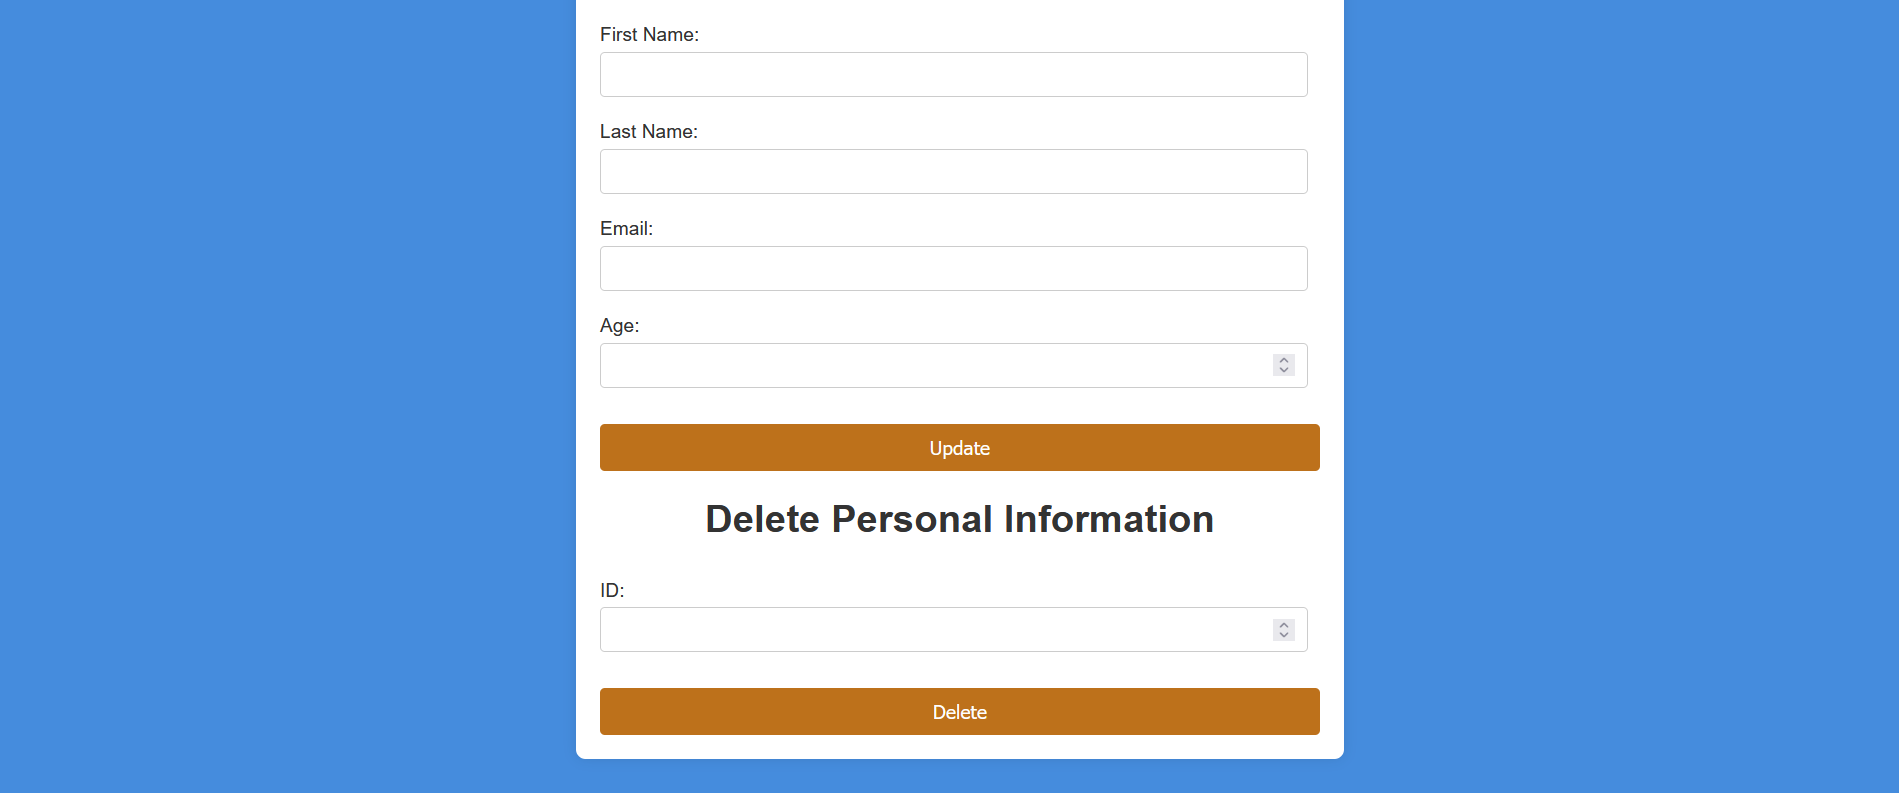 First Name:
Last Name:
Email:
Age:
Update
Delete Personal Information
ID:
Delete